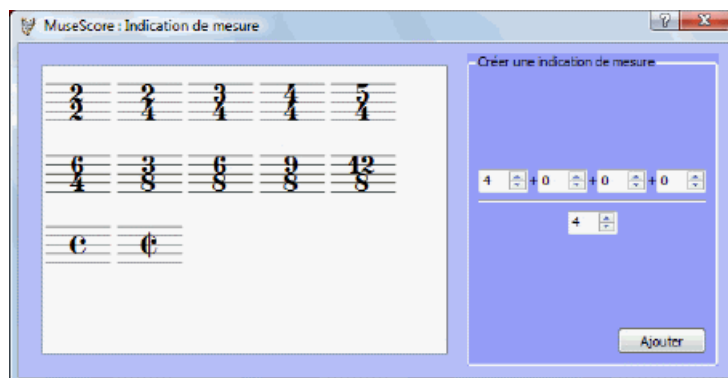 MuseScore : Indication de mesure
Créer une indication de mesure
2 2 3 4 5
2 4 4 4 4
6 3 6 9 12
4 8 8 8 8
4 + 0 + 0 + 0
4
Ajouter